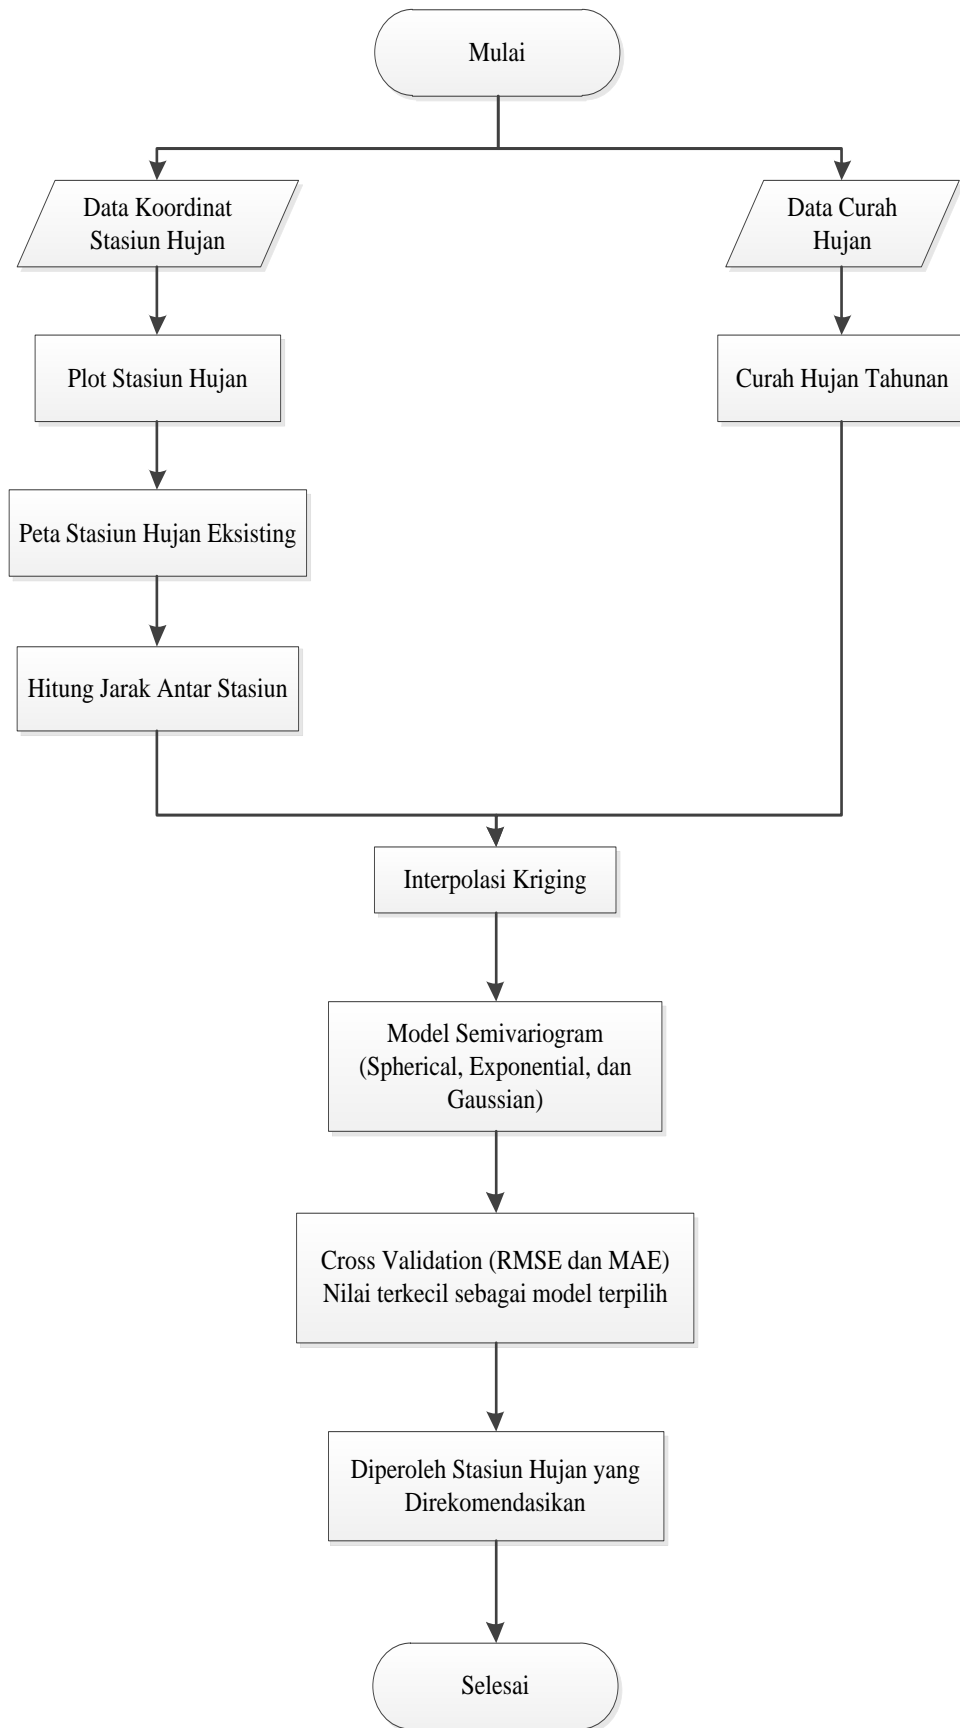 Mulai
Data Koordinat
Stasiun Hujan
Data Curah
Hujan
Plot Stasiun Hujan
Curah Hujan Tahunan
Peta Stasiun Hujan Eksisting
Hitung Jarak Antar Stasiun
Interpolasi Kriging
Model Semivariogram
(Spherical, Exponential, dan
Gaussian)
Cross Validation (RMSE dan MAE)
Nilai terkecil sebagai model terpilih
Diperoleh Stasiun Hujan yang
Direkomendasikan
Selesai